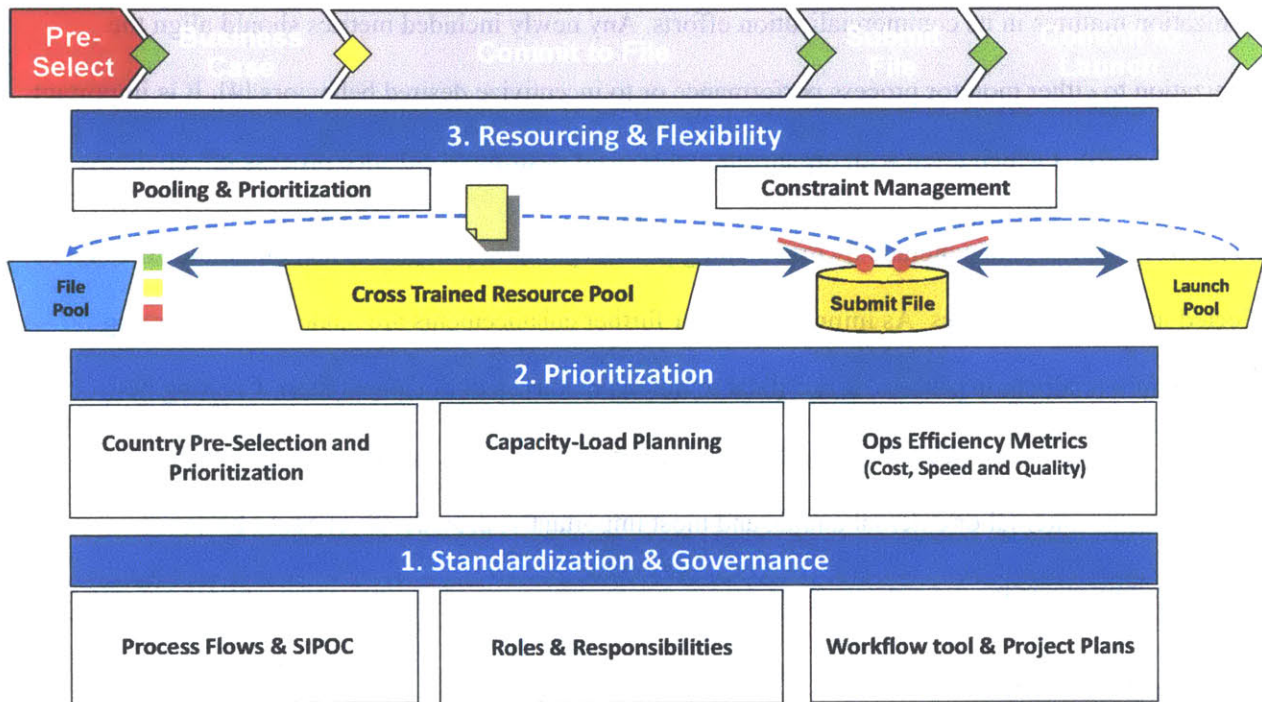 Pre-
Select
Commit to File
File
3. Resourcing & Flexibility
Pooling & Prioritization
Constraint Management
File
Pool
Cross Trained Resource Pool
Submit File
Launch
Pool
2. Prioritization
Country Pre-Selection and
Prioritization
Capacity-Load Planning
Ops Efficiency Metrics
(Cost, Speed and Quality)
1. Standardization & Governance
Process Flows & SIPOC
Roles & Responsibilities
Workflow tool & Project Plans